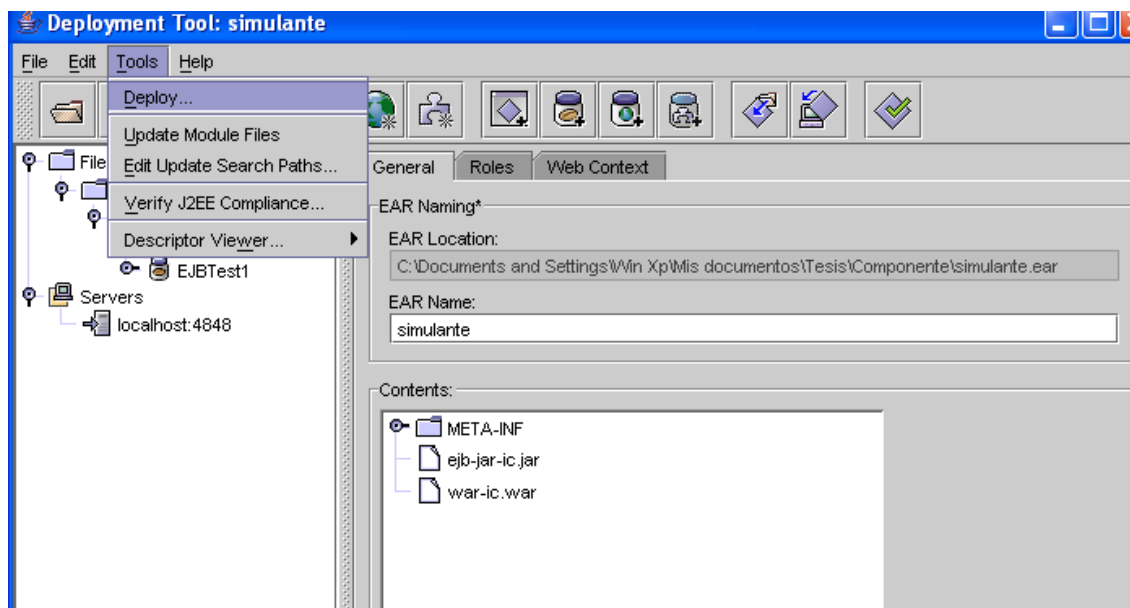 Deployment Tool: simulante
File Edit Tools Help
Deploy...
Update Module Files
Edit Update Search Paths...
Verify J2EE Compliance...
Descriptor Viewer...
File
EJBTest1
Servers
localhost:4848
General Roles Web Context
EAR Naming*
EAR Location:
C:\Documents and Settings\Win Xp\Mis documentos\Tesis\Componente\simulante.ear
EAR Name:
simulante
Contents:
META-INF
ejb-jar-ic.jar
war-ic.war